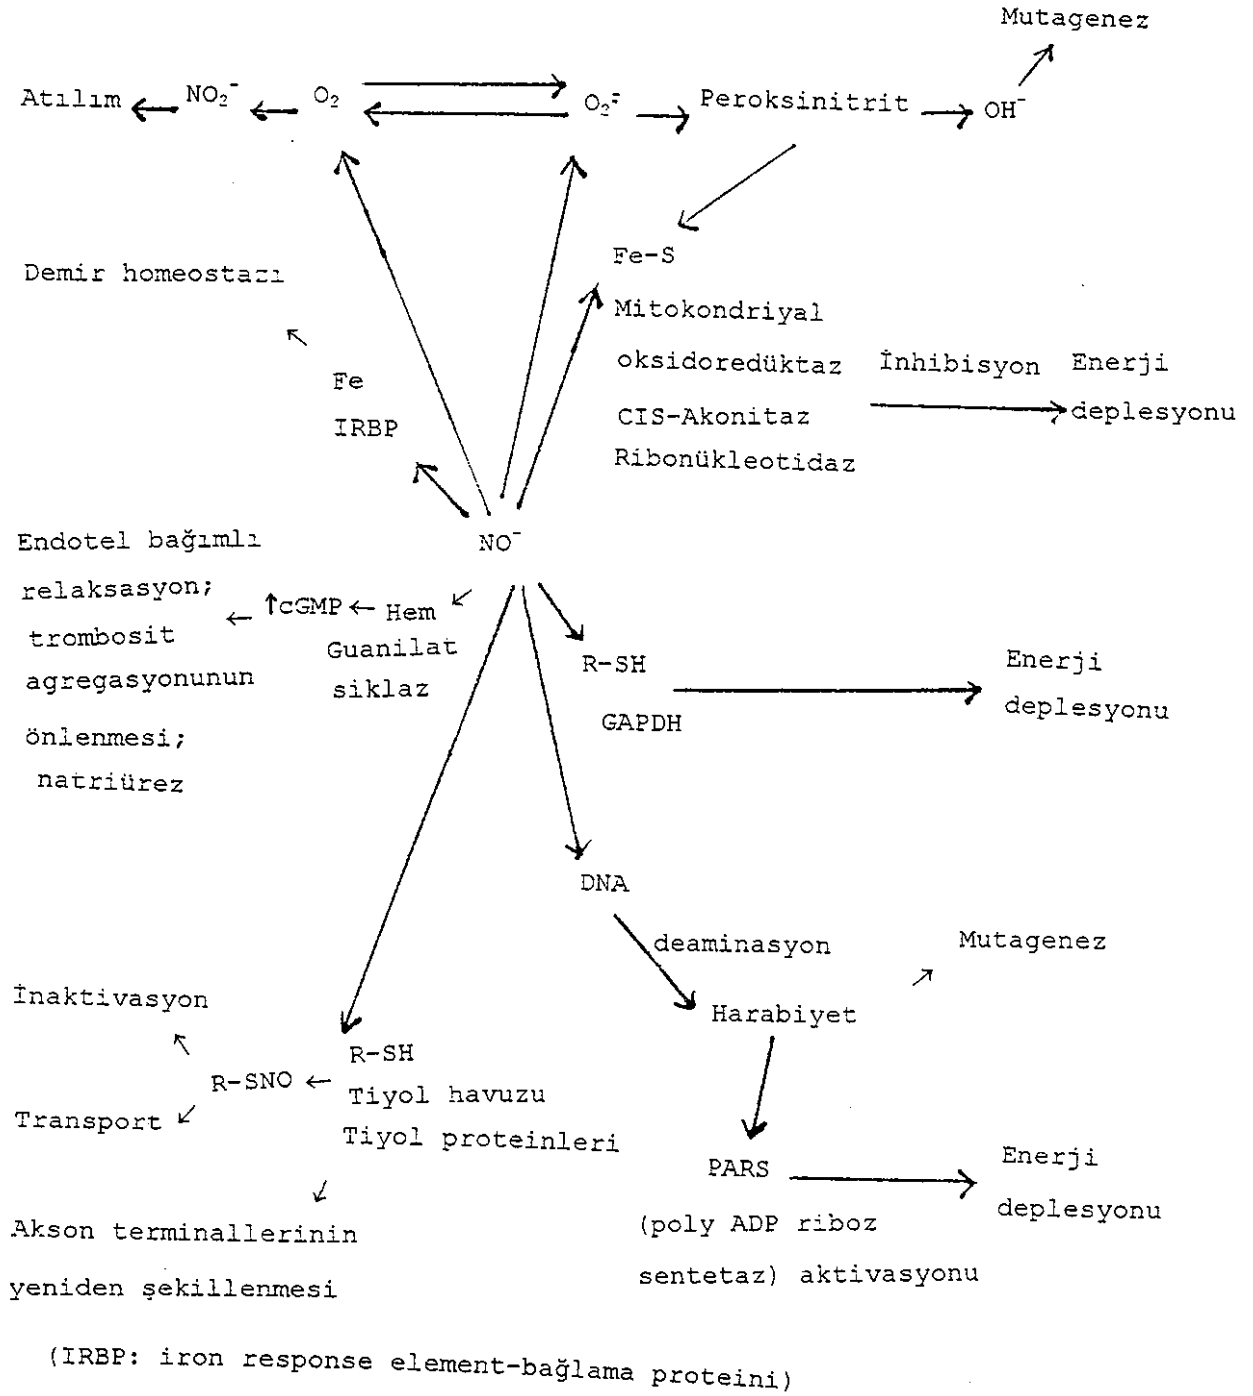 Mutagenez
Atılım NO₂⁻ O₂ O₂⁻ Peroksinitrit OH⁻
Demir homeostazı
Fe
IRBP
Fe-S
Mitokondriyal
oksidoredüktaz İnhibisyon Enerji
CIS-Akonitaz deplesyonu
Ribonükleotidaz
NO⁻
Endotel bağımlı
relaksasyon;
trombosit
agregasyonunun
önlenmesi;
natriürez
↑cGMP ← Hem
Guanilat
siklaz
R-SH
GAPDH
Enerji
deplesyonu
DNA
deaminasyon
Harabiyet
Mutagenez
İnaktivasyon
R-SNO ← R-SH
Transport
Tiyol havuzu
Tiyol proteinleri
Akson terminallerinin
yeniden şekillenmesi
PARS
(poly ADP riboz
sentetaz) aktivasyonu
Enerji
deplesyonu
(IRBP: iron response element-bağlama proteini)